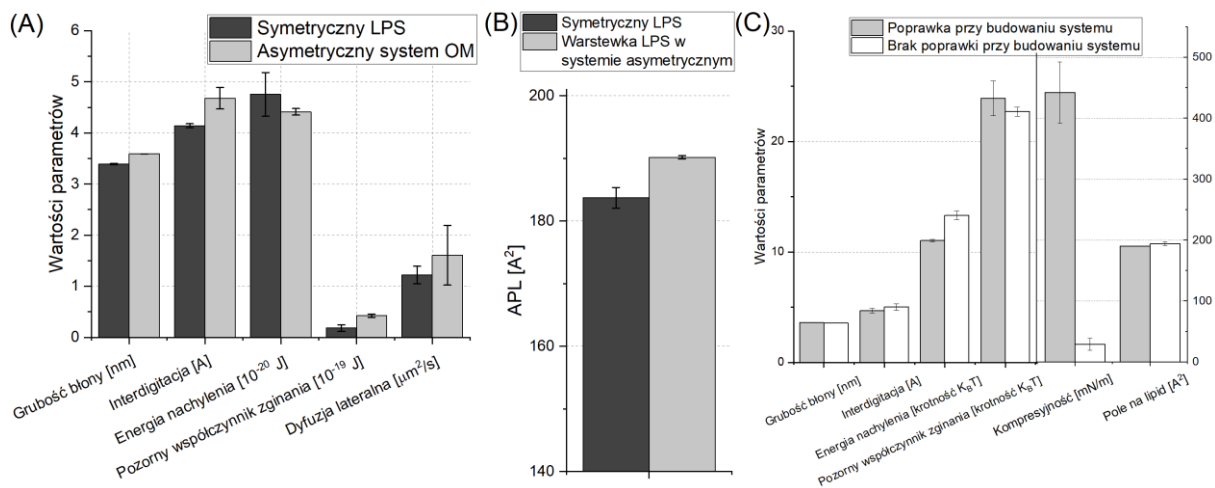 (A)
Symetryczny LPS
Asymetryczny system OM
Wartości parametrów
6
5
4
3
2
1
0
Grubość błony [nm]
Interdigitacja [A]
Energia nachylenia [10⁻²⁰ J]
Pozorny współczynnik zginania [10⁻¹⁹ J]
Dyfuzja lateralna [µm²/s]
(B)
Symetryczny LPS
Warstewka LPS w
systemie asymetrycznym
APL [A²]
200
180
160
140
(C)
Poprawka przy budowaniu systemu
Brak poprawki przy budowaniu systemu
Wartości parametrów
30
20
10
0
500
400
300
200
100
0
Grubość błony [nm]
Interdigitacja [A]
Energia nachylenia [krotność K_BT]
Pozorny współczynnik zginania [krotność K_BT]
Kompresyjność [mN/m]
Pole na lipid [A²]